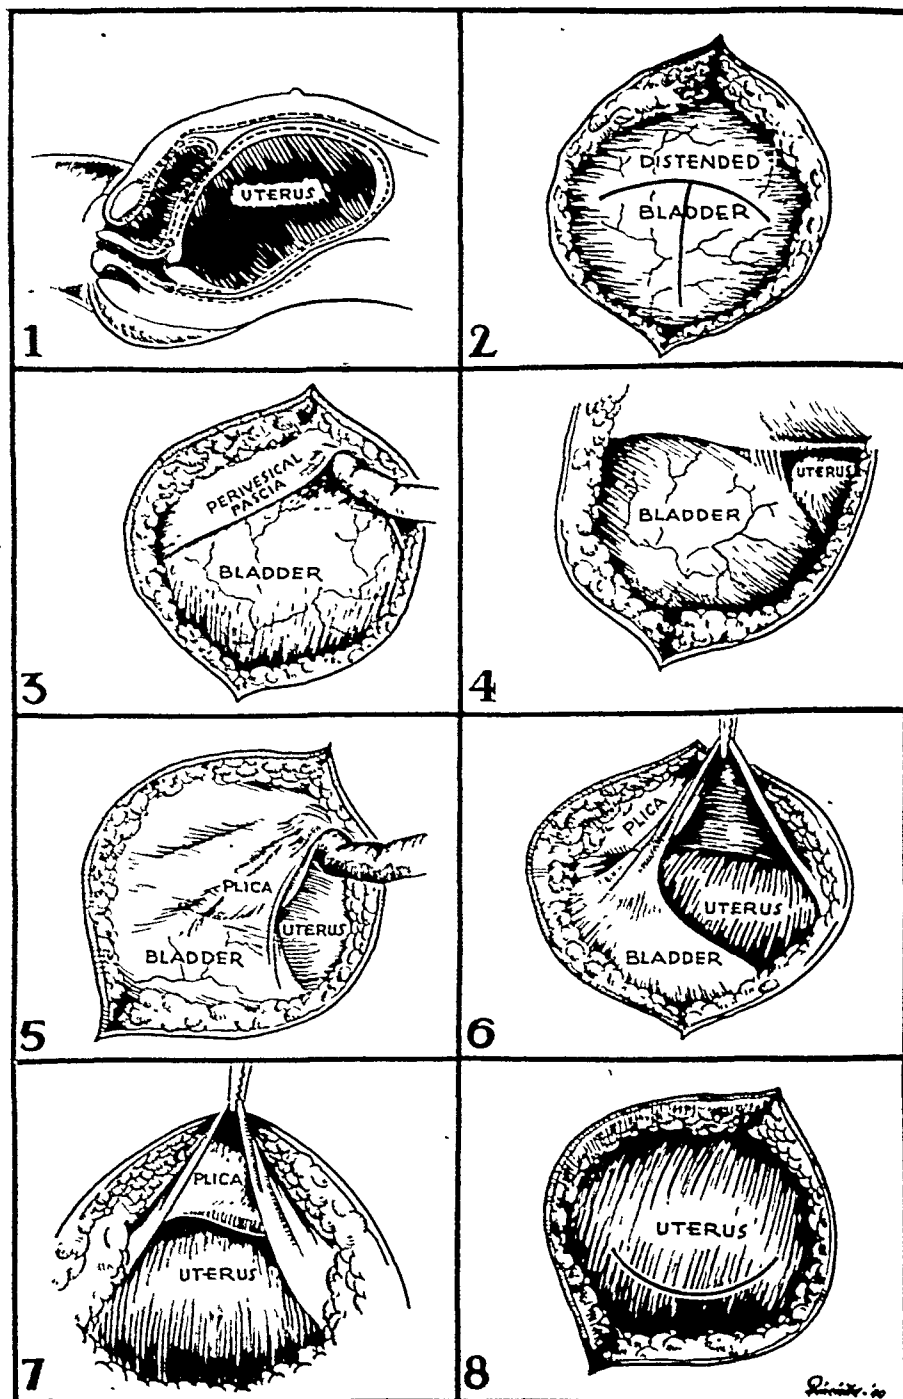 UTERUS
1
DISTENDED
BLADDER
2
PERIVESICAL
FASCIA
BLADDER
3
BLADDER
UTERUS
4
PLICA
UTERUS
BLADDER
5
PLICA
UTERUS
BLADDER
6
PLICA
UTERUS
7
UTERUS
8